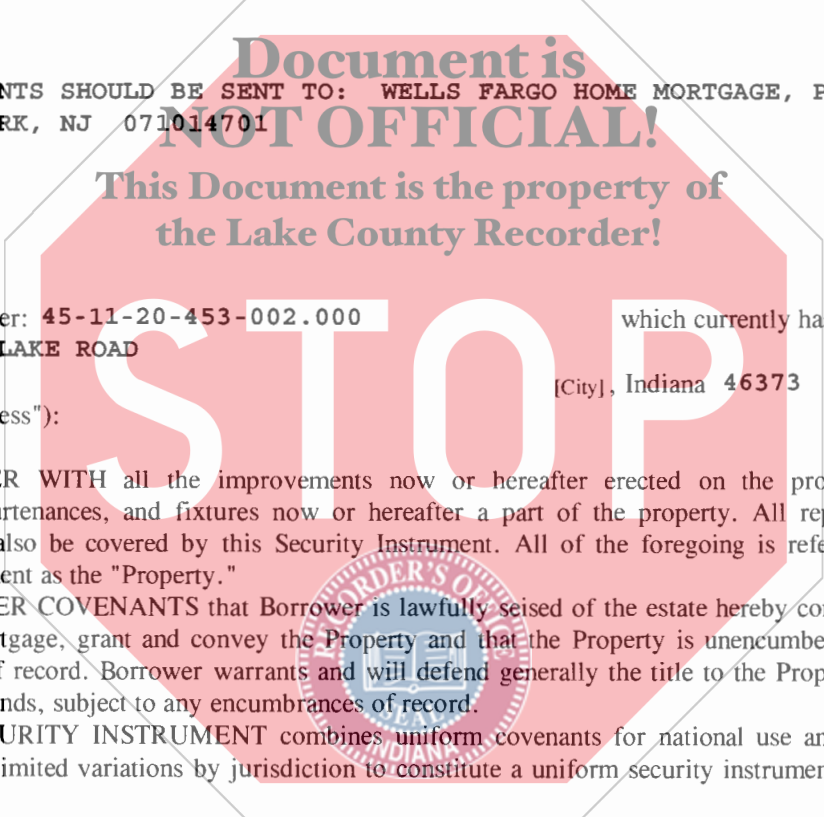 Document is
NTS SHOULD BE SENT TO: WELLS FARGO HOME MORTGAGE, P
RK, NJ 071014701
NOT OFFICIAL!
This Document is the property of
the Lake County Recorder!
er: 45-11-20-453-002.000 which currently ha
LAKE ROAD
[City], Indiana 46373
ess"):
STOP
ER WITH all the improvements now or hereafter erected on the pro
rtenances, and fixtures now or hereafter a part of the property. All rep
also be covered by this Security Instrument. All of the foregoing is refe
ent as the "Property."
ER COVENANTS that Borrower is lawfully seised of the estate hereby co
tgage, grant and convey the Property and that the Property is unencumbe
f record. Borrower warrants and will defend generally the title to the Prop
nds, subject to any encumbrances of record.
URITY INSTRUMENT combines uniform covenants for national use an
limited variations by jurisdiction to constitute a uniform security instrumen
RECORDER'S OFFICE
SEAL
INDIANA